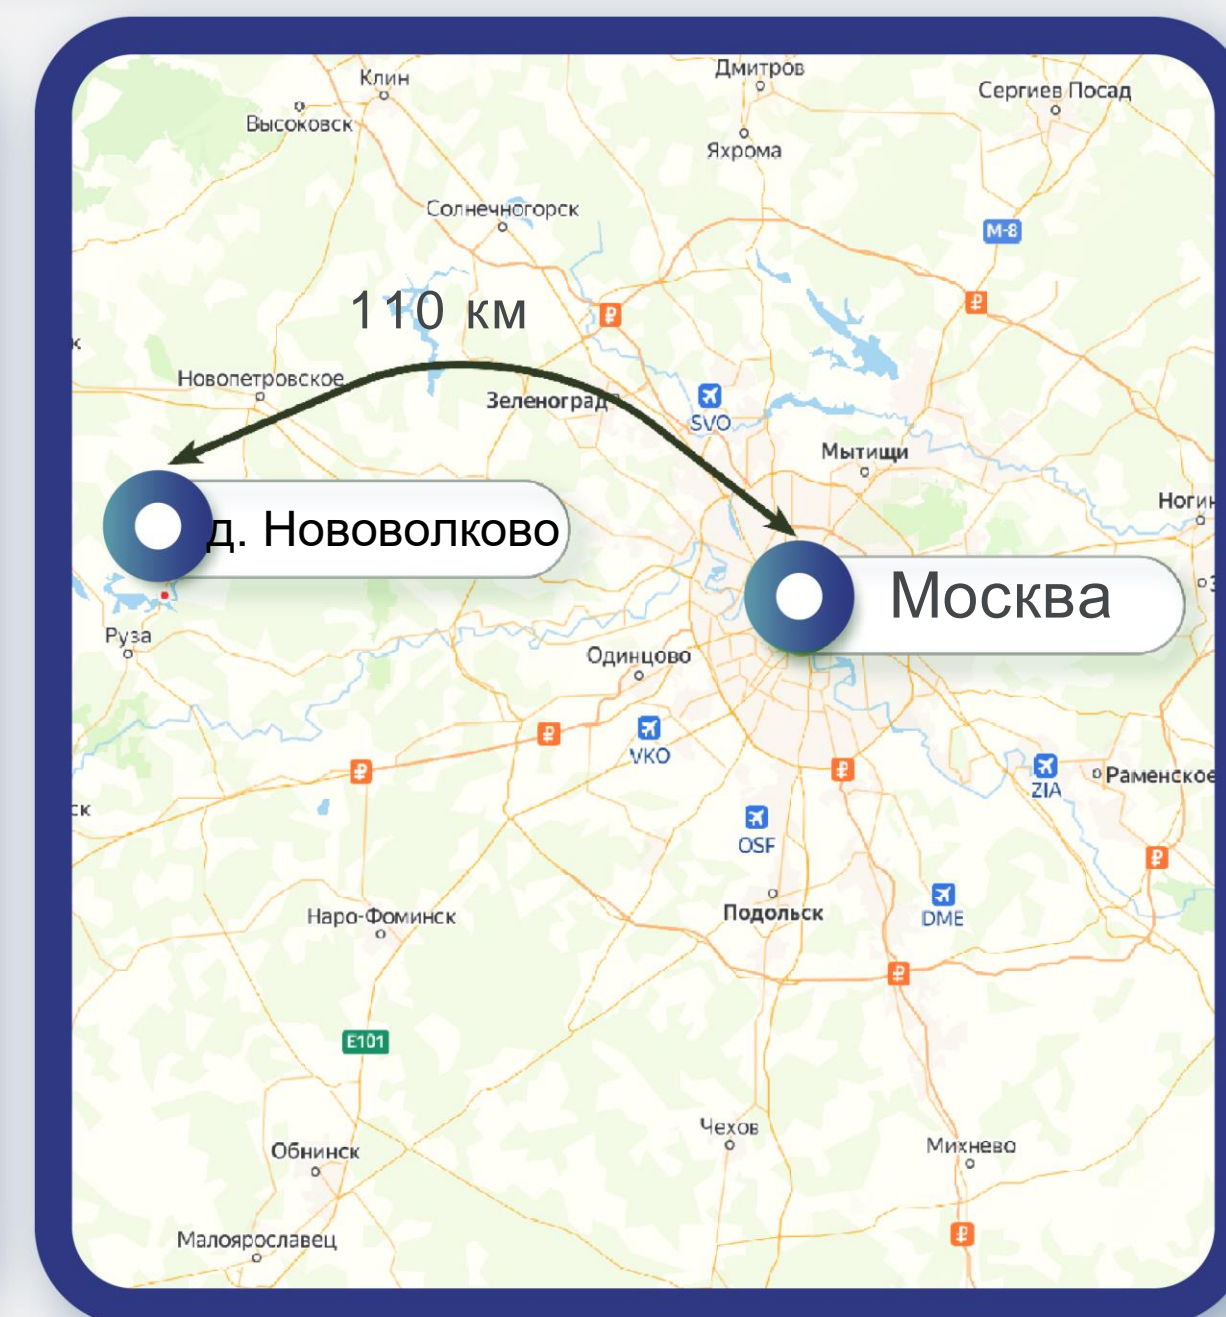 Клин
Дмитров
Сергиев Посад
Высоковск
Яхрома
Солнечногорск
M-8
110 км
₽
₽
Новопетровское
Зеленоград
SVO
Мытищи
Ногин
д. Нововолково
Москва
Руза
Одинцово
₽
VKO
₽
₽
ZIA
Раменское
ск
OSF
₽
Наро-Фоминск
Подольск
DME
₽
E101
Чехов
Михнево
Обнинск
Малоярославец
₽